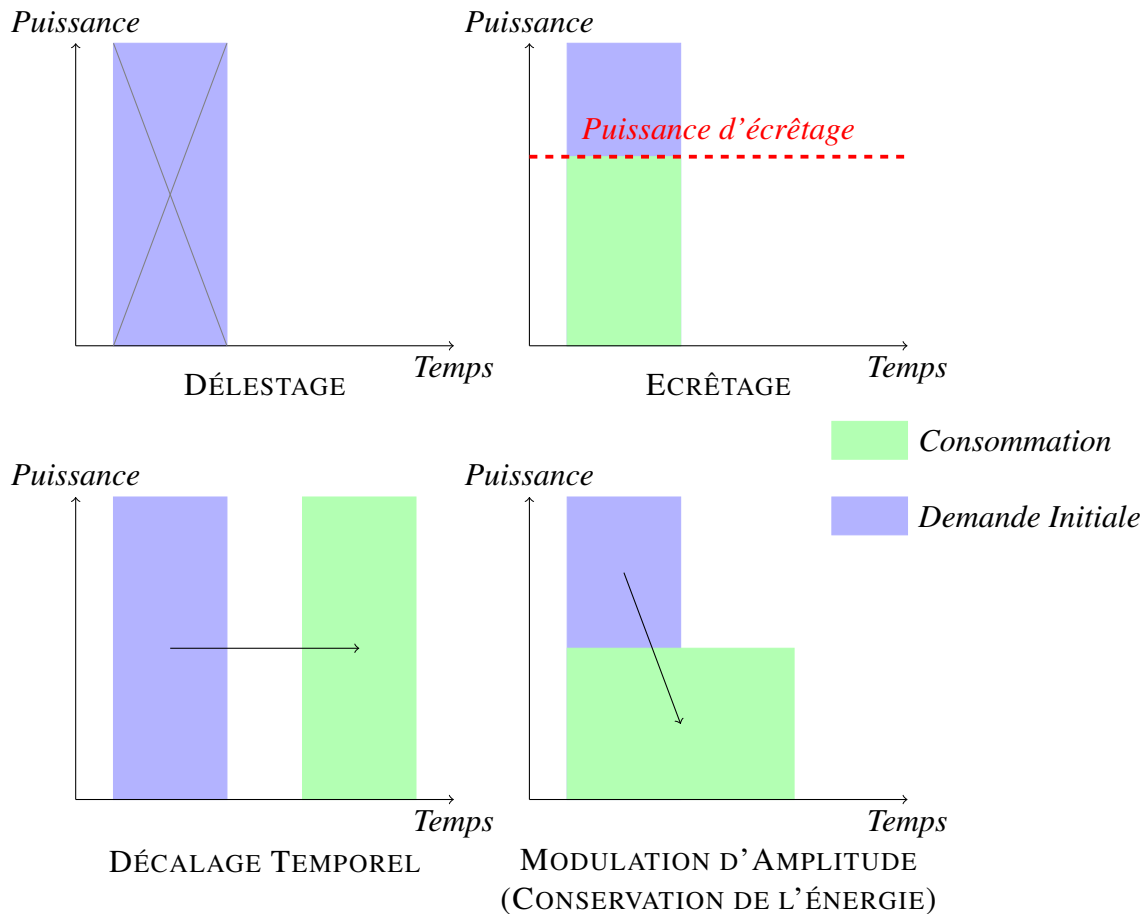 Puissance
Temps
DÉLESTAGE
Puissance
Puissance d'écrêtage
Temps
ECRÊTAGE
Consommation
Demande Initiale
Puissance
Temps
DÉCALAGE TEMPOREL
Puissance
Temps
MODULATION D'AMPLITUDE
(CONSERVATION DE L'ÉNERGIE)